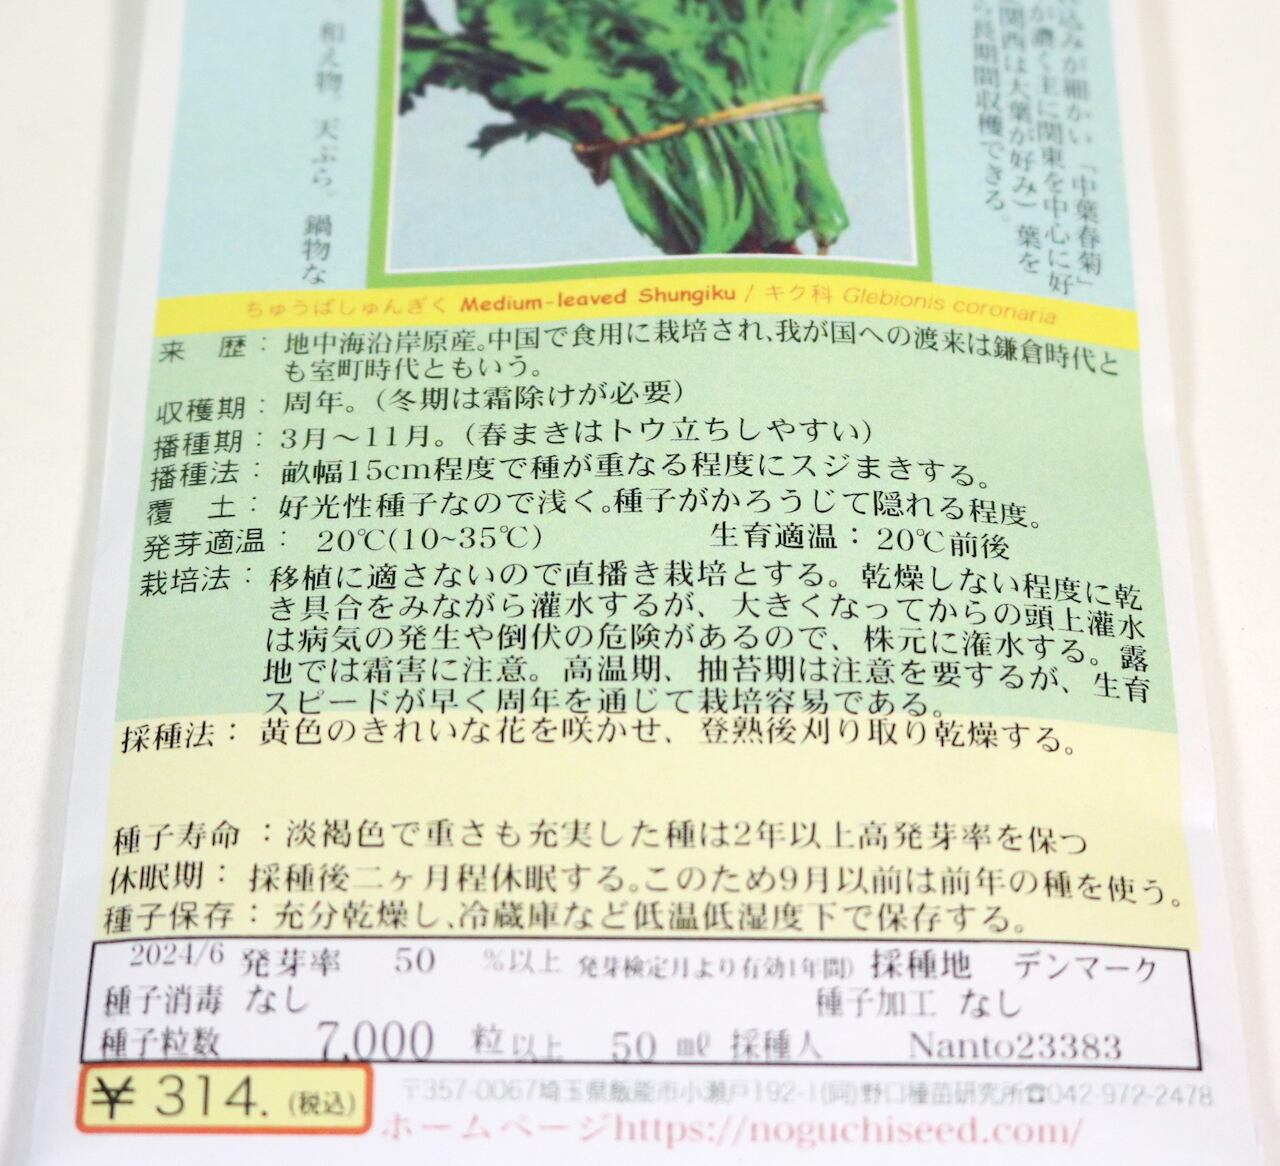 込みが細かい「中葉春菊」
が濃く主に関東を中心に好
関西は大葉が好み）葉を
長期間収穫できる。
和え物、天ぷら、鍋物な
ちゅうばしゅんぎく Medium-leaved Shungiku / キク科 Glebionis coronaria
来　歴：地中海沿岸原産。中国で食用に栽培され、我が国への渡来は鎌倉時代と
も室町時代ともいう。
収穫期：周年。（冬期は霜除けが必要）
播種期：3月～11月。（春まきはトウ立ちしやすい）
播種法：畝幅15cm程度で種が重なる程度にスジまきする。
覆　土：好光性種子なので浅く。種子がかろうじて隠れる程度。
発芽適温：20℃(10~35℃)　生育適温：20℃前後
栽培法：移植に適さないので直播き栽培とする。乾燥しない程度に乾
き具合をみながら灌水するが、大きくなってからの頭上灌水
は病気の発生や倒伏の危険があるので、株元に潅水する。露
地では霜害に注意。高温期、抽苔期は注意を要するが、生育
スピードが早く周年を通じて栽培容易である。
採種法：黄色のきれいな花を咲かせ、登熟後刈り取り乾燥する。
種子寿命：淡褐色で重さも充実した種は2年以上高発芽率を保つ
休眠期：採種後二ヶ月程休眠する。このため9月以前は前年の種を使う。
種子保存：充分乾燥し、冷蔵庫など低温低湿度下で保存する。
2024/6 発芽率 50 %以上 発芽検定月より有効1年間) 採種地 デンマーク
種子消毒 なし 種子加工 なし
種子粒数 7,000 粒以上 50 ㎖ 採種人 Nanto23383
¥314.（税込）
〒357-0067埼玉県飯能市小瀬戸192-1(同)野口種苗研究所☎042-972-2478
ホームページhttps://noguchiseed.com/